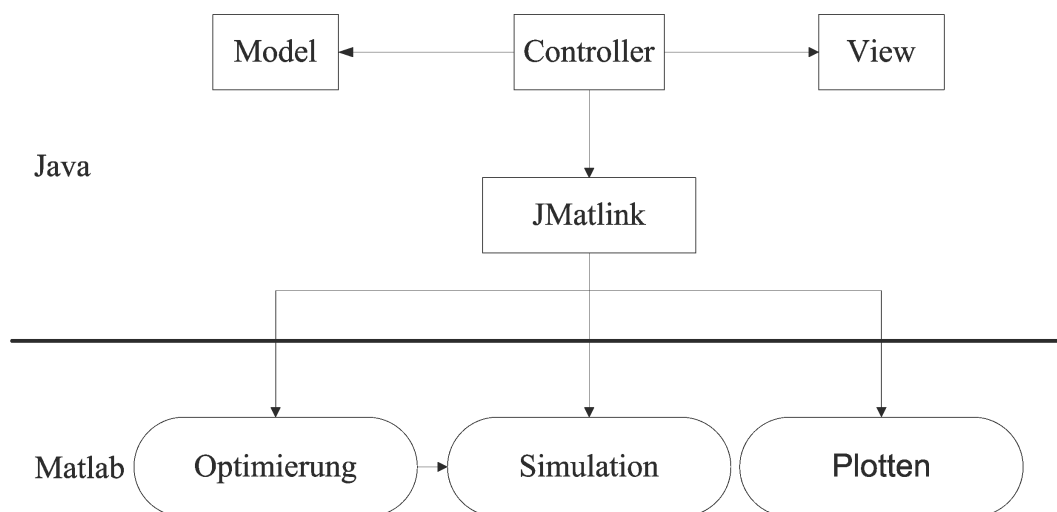 Model
Controller
View
Java
JMatlink
Matlab
Optimierung
Simulation
Plotten